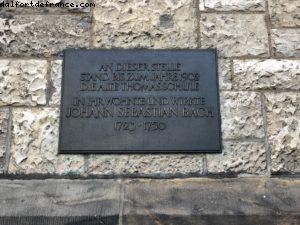 dalfortdefrance.com
AN DIESER STELLE
STAND BIS ZUM JAHRE 1902
DIE ALTE THOMASSCHULE
IN IHR WOHNTE UND WIRKTE
JOHANN SEBASTIAN BACH
1723-1750